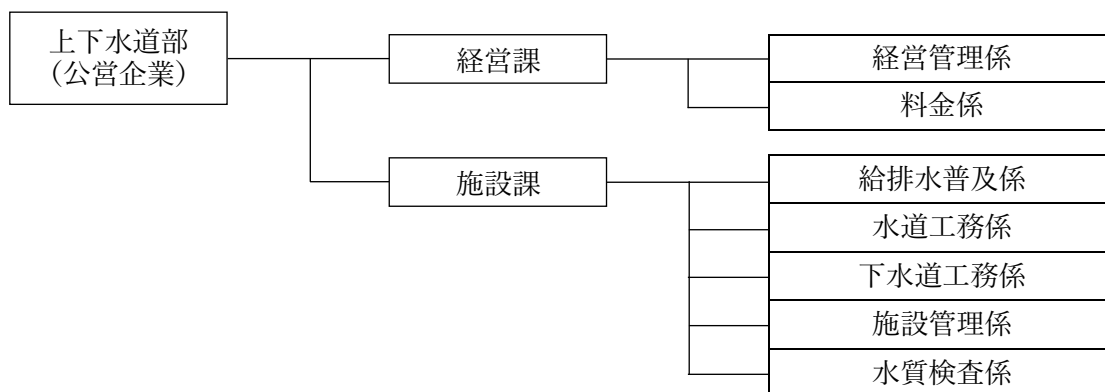 上下水道部
（公営企業）
経営課
経営管理係
料金係
施設課
給排水普及係
水道工務係
下水道工務係
施設管理係
水質検査係